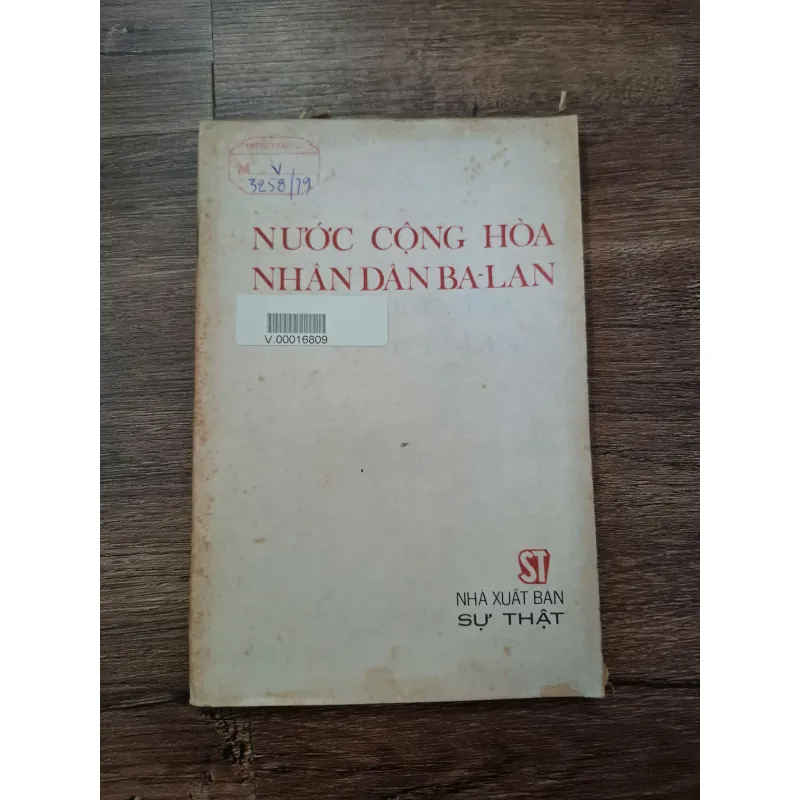 M V
3258/79
NƯỚC CỘNG HÒA
NHÂN DÂN BA-LAN
V.00016809
ST
NHÀ XUẤT BẢN
SỰ THẬT